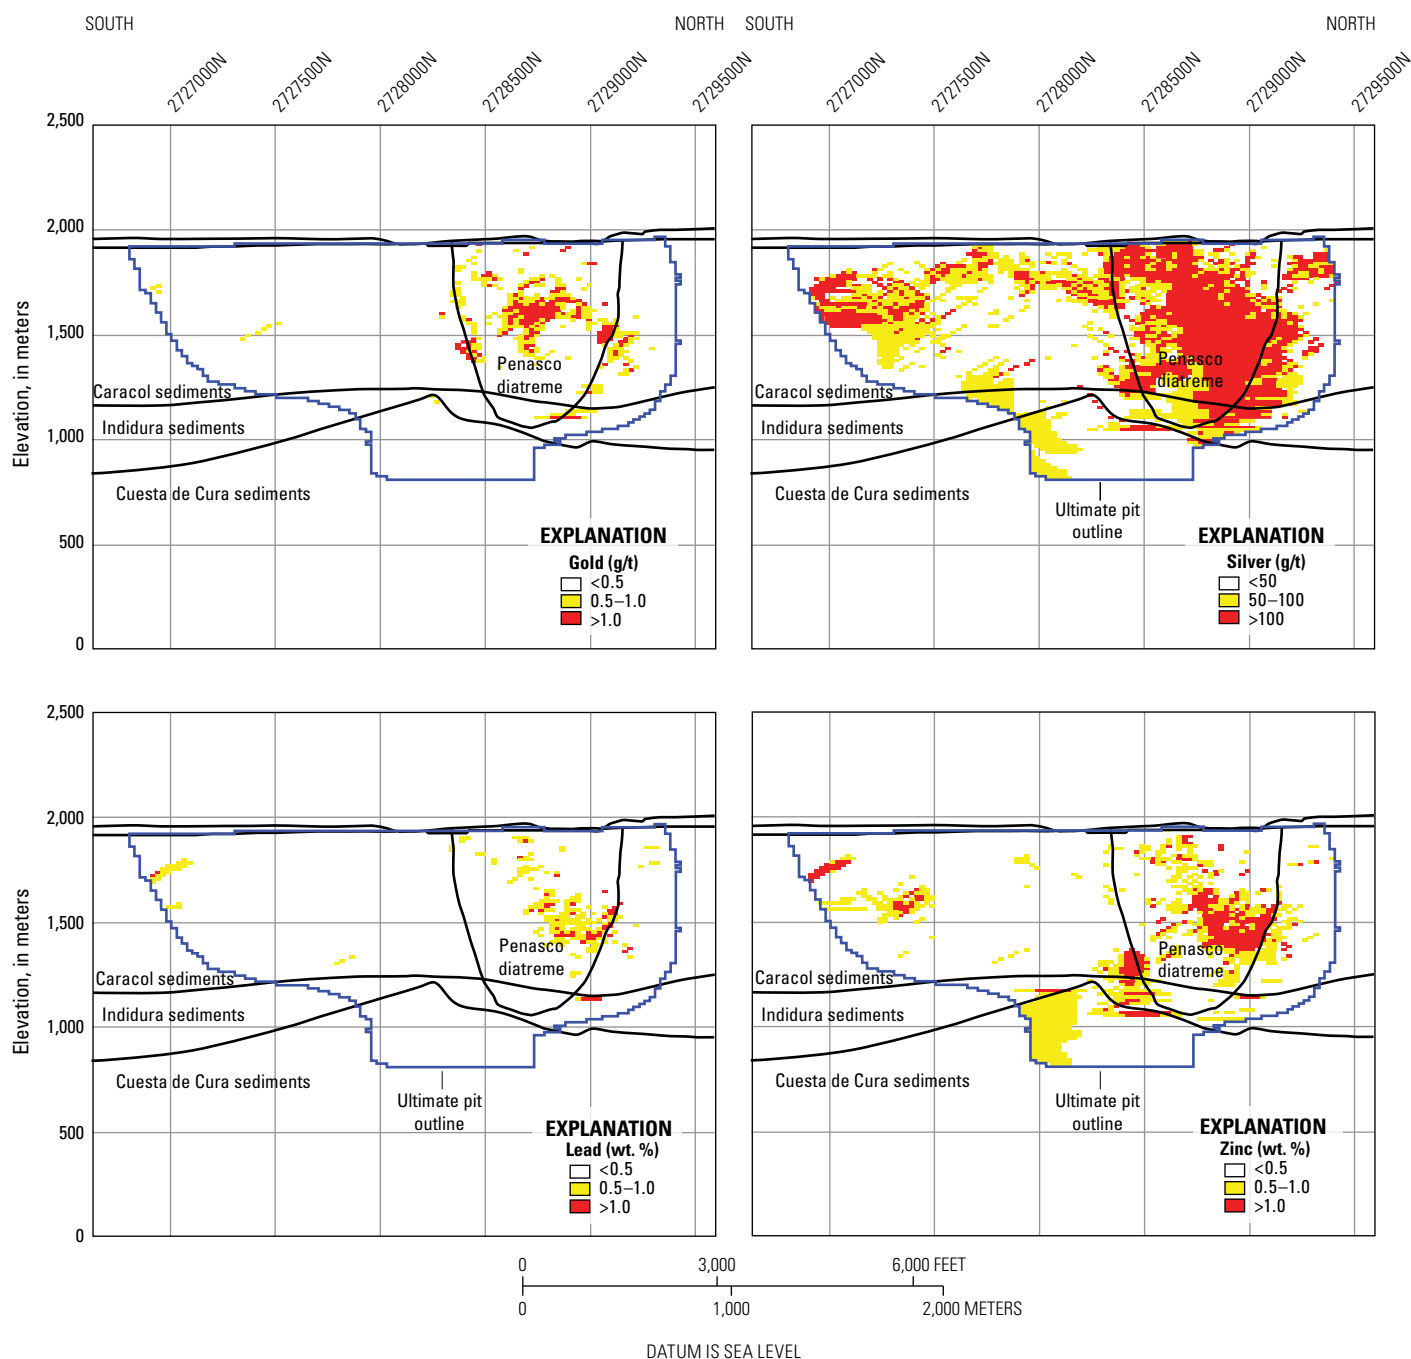 SOUTH
NORTH
SOUTH
NORTH
2727000N
2727500N
2728000N
2728500N
2729000N
2729500N
2727000N
2727500N
2728000N
2728500N
2729000N
2729500N
Elevation, in meters
2,500
2,000
1,500
1,000
500
0
Penasco
diatreme
Caracol sediments
Indidura sediments
Cuesta de Cura sediments
EXPLANATION
Gold (g/t)
<0.5
0.5–1.0
>1.0
Penasco
diatreme
Caracol sediments
Indidura sediments
Cuesta de Cura sediments
Ultimate pit
outline
EXPLANATION
Silver (g/t)
<50
50–100
>100
Elevation, in meters
2,500
2,000
1,500
1,000
500
0
Penasco
diatreme
Caracol sediments
Indidura sediments
Cuesta de Cura sediments
Ultimate pit
outline
EXPLANATION
Lead (wt. %)
<0.5
0.5–1.0
>1.0
Penasco
diatreme
Caracol sediments
Indidura sediments
Cuesta de Cura sediments
Ultimate pit
outline
EXPLANATION
Zinc (wt. %)
<0.5
0.5–1.0
>1.0
0 3,000 6,000 FEET
0 1,000 2,000 METERS
DATUM IS SEA LEVEL